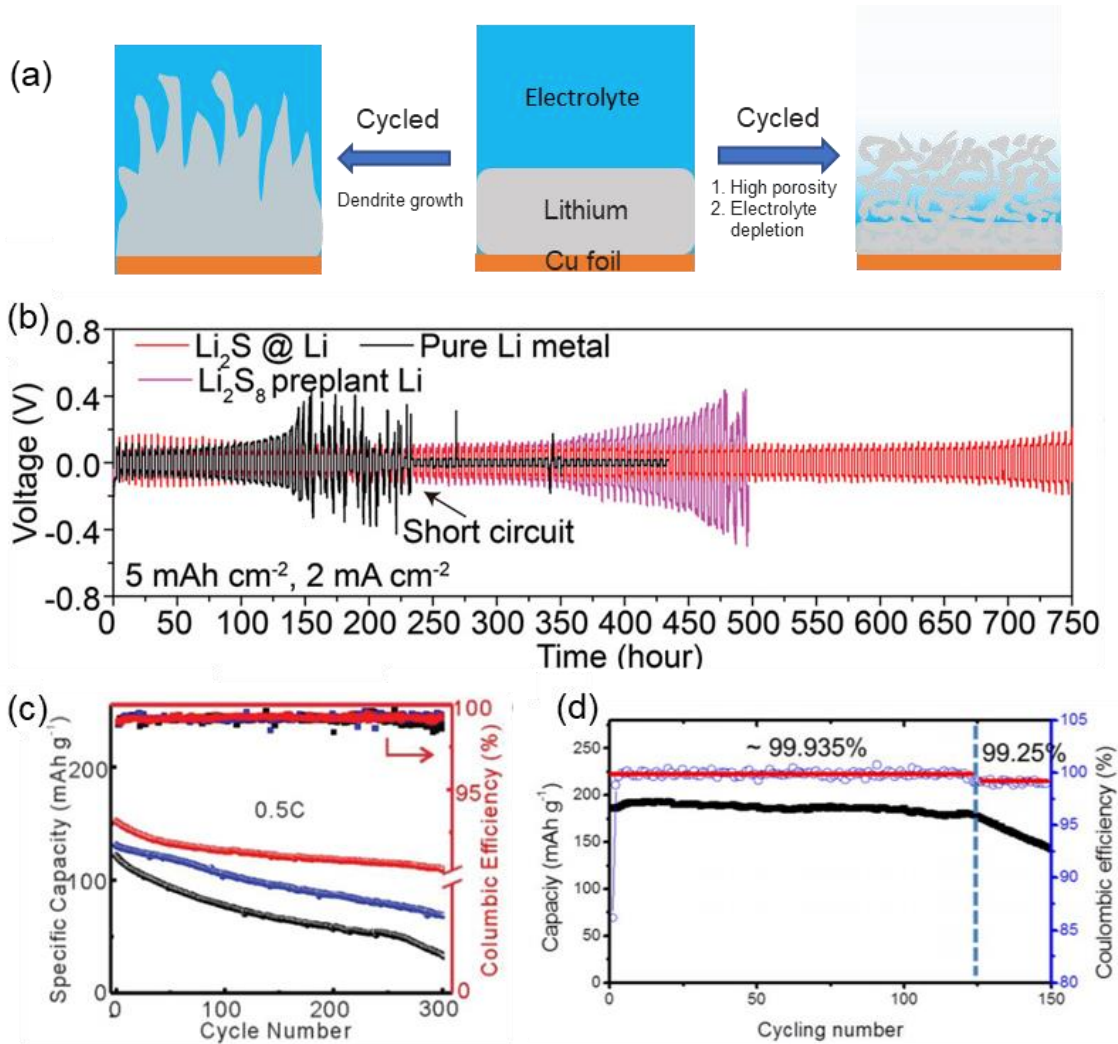 (a)
Electrolyte
Cycled
Cycled
Dendrite growth
Lithium
1. High porosity
2. Electrolyte
depletion
Cu foil
(b)
0.8
0.4
0.0
-0.4
-0.8
Voltage (V)
Li₂S @ Li
Pure Li metal
Li₂S₈ preplant Li
Short circuit
5 mAh cm⁻², 2 mA cm⁻²
0 50 100 150 200 250 300 350 400 450 500 550 600 650 700 750
Time (hour)
(c)
Specific Capacity (mAh g⁻¹)
200
100
0
0.5C
100
95
0
Columbic Efficiency (%)
0 100 200 300
Cycle Number
(d)
Capaciy (mAh g⁻¹)
250
225
200
175
150
125
100
75
50
25
0
~ 99.935%
99.25%
105
100
95
90
85
80
Coulombic efficiency (%)
0 50 100 150
Cycling number